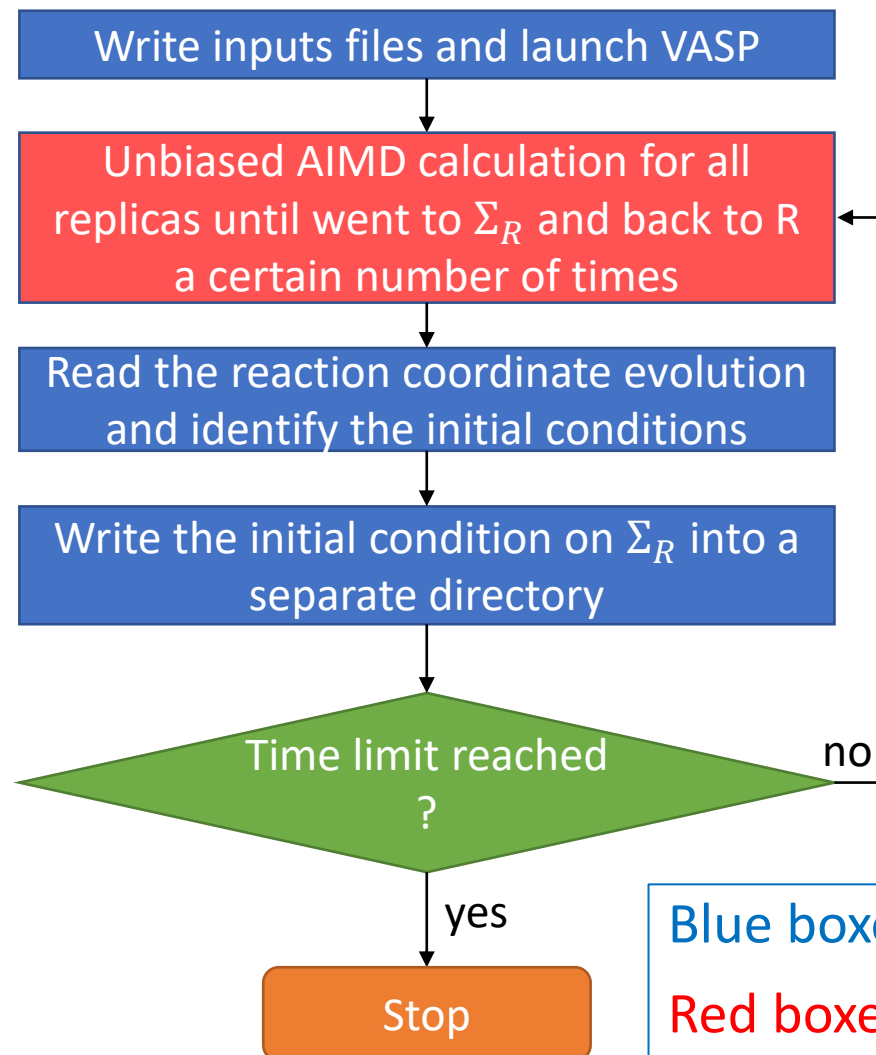 Write inputs files and launch VASP
Unbiased AIMD calculation for all
replicas until went to Σ_R and back to R
a certain number of times
Read the reaction coordinate evolution
and identify the initial conditions
Write the initial condition on Σ_R into a
separate directory
Time limit reached
?
no
yes
Stop
Blue
Red